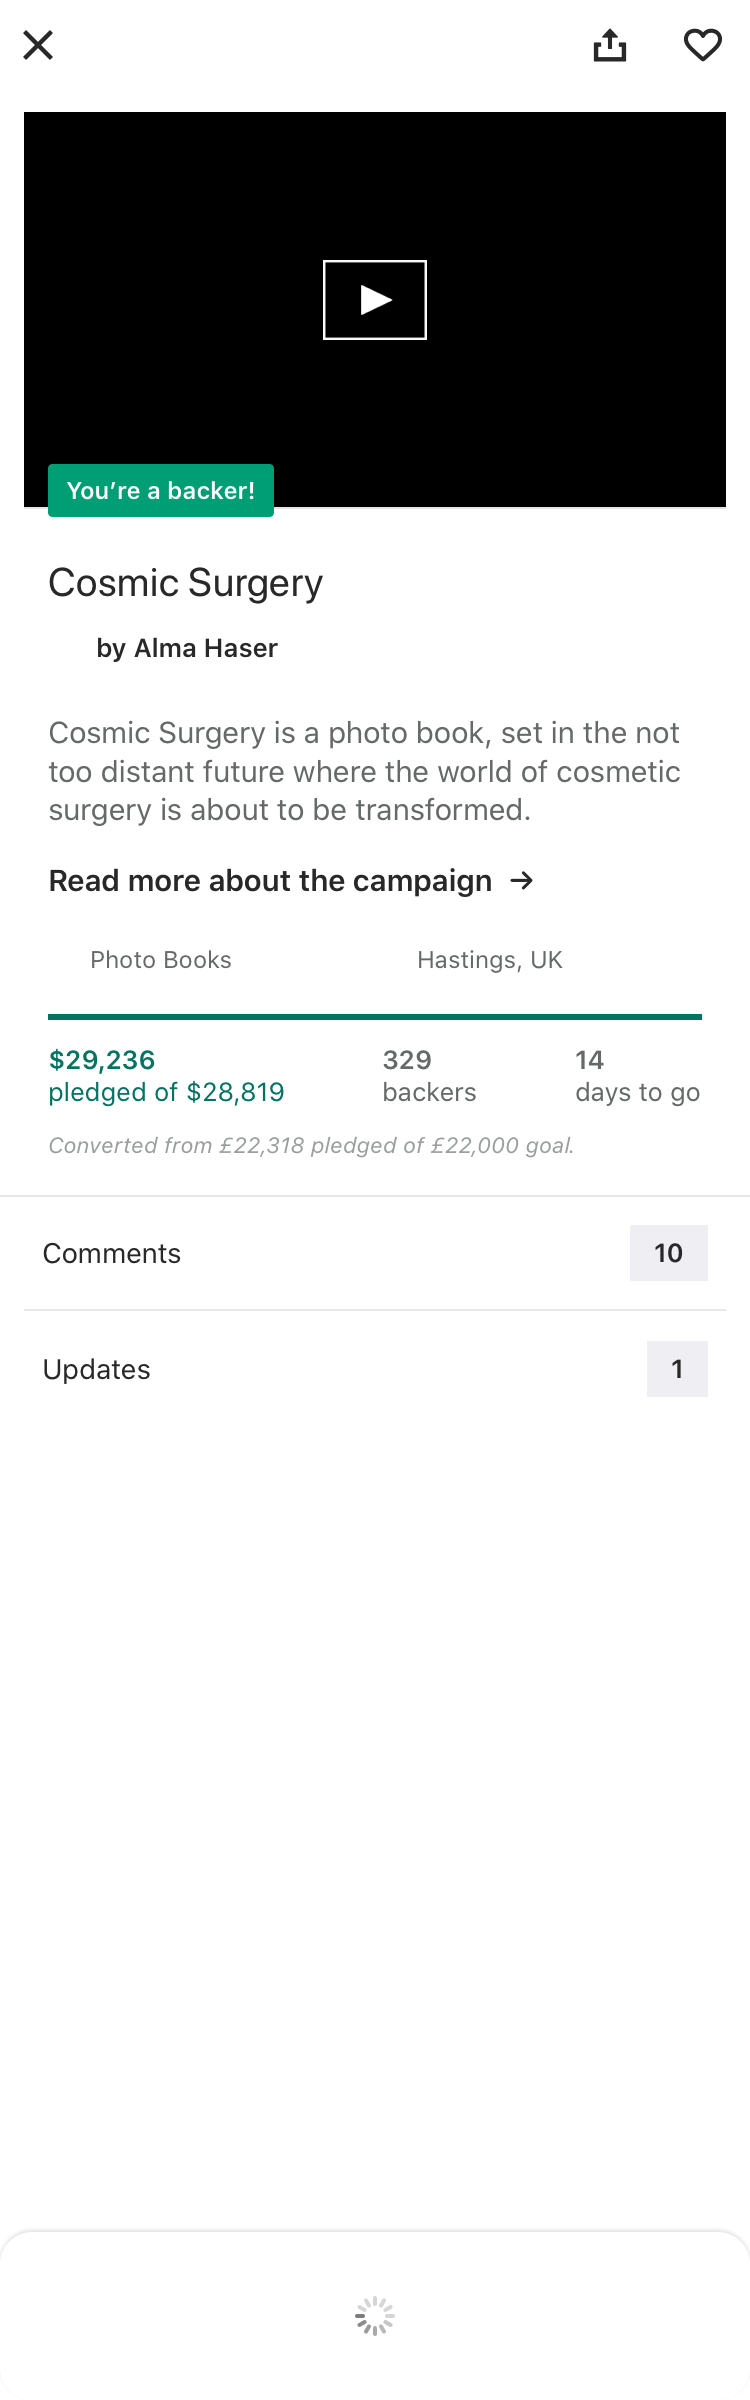 You’re a backer!
Cosmic Surgery
by Alma Haser
Cosmic Surgery is a photo book, set in the not
too distant future where the world of cosmetic
surgery is about to be transformed.
Read more about the campaign →
Photo Books Hastings, UK
$29,236 329 14
pledged of $28,819 backers days to go
Converted from £22,318 pledged of £22,000 goal.
Comments 10
Updates 1